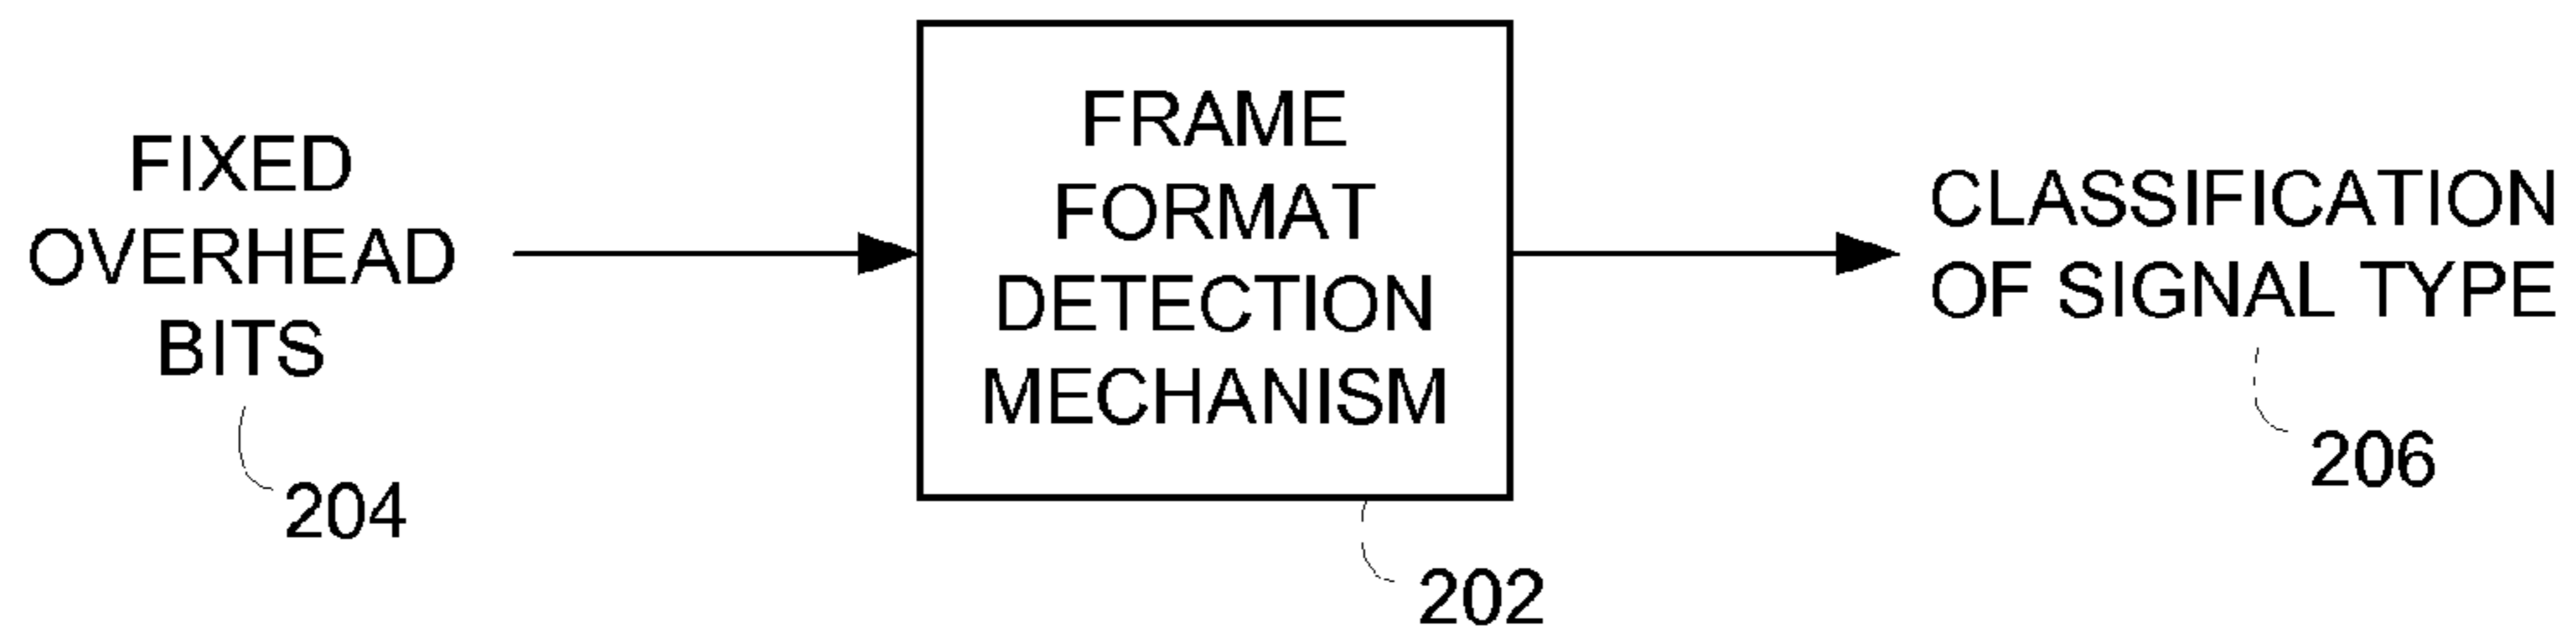 FIXED
OVERHEAD
BITS
204
FRAME
FORMAT
DETECTION
MECHANISM
202
CLASSIFICATION
OF SIGNAL TYPE
206